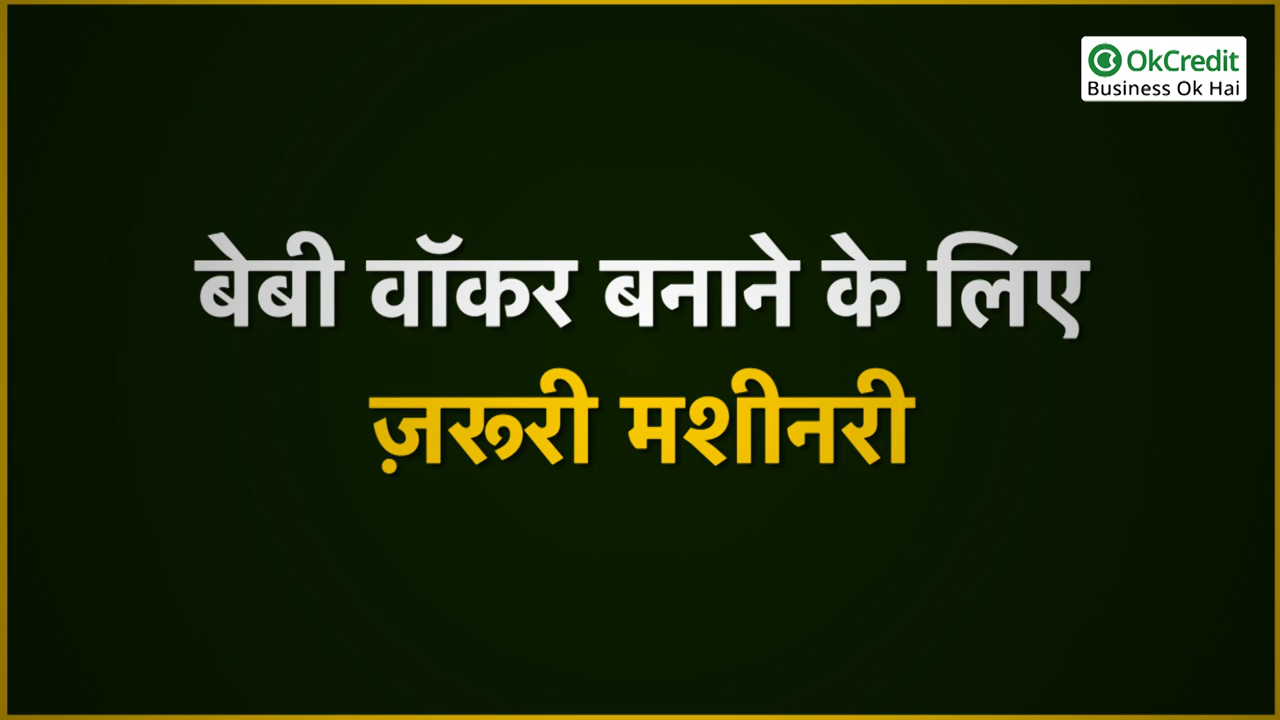 OkCredit
Business Ok Hai
बेबी वॉकर बनाने के लिए
ज़रूरी मशीनरी